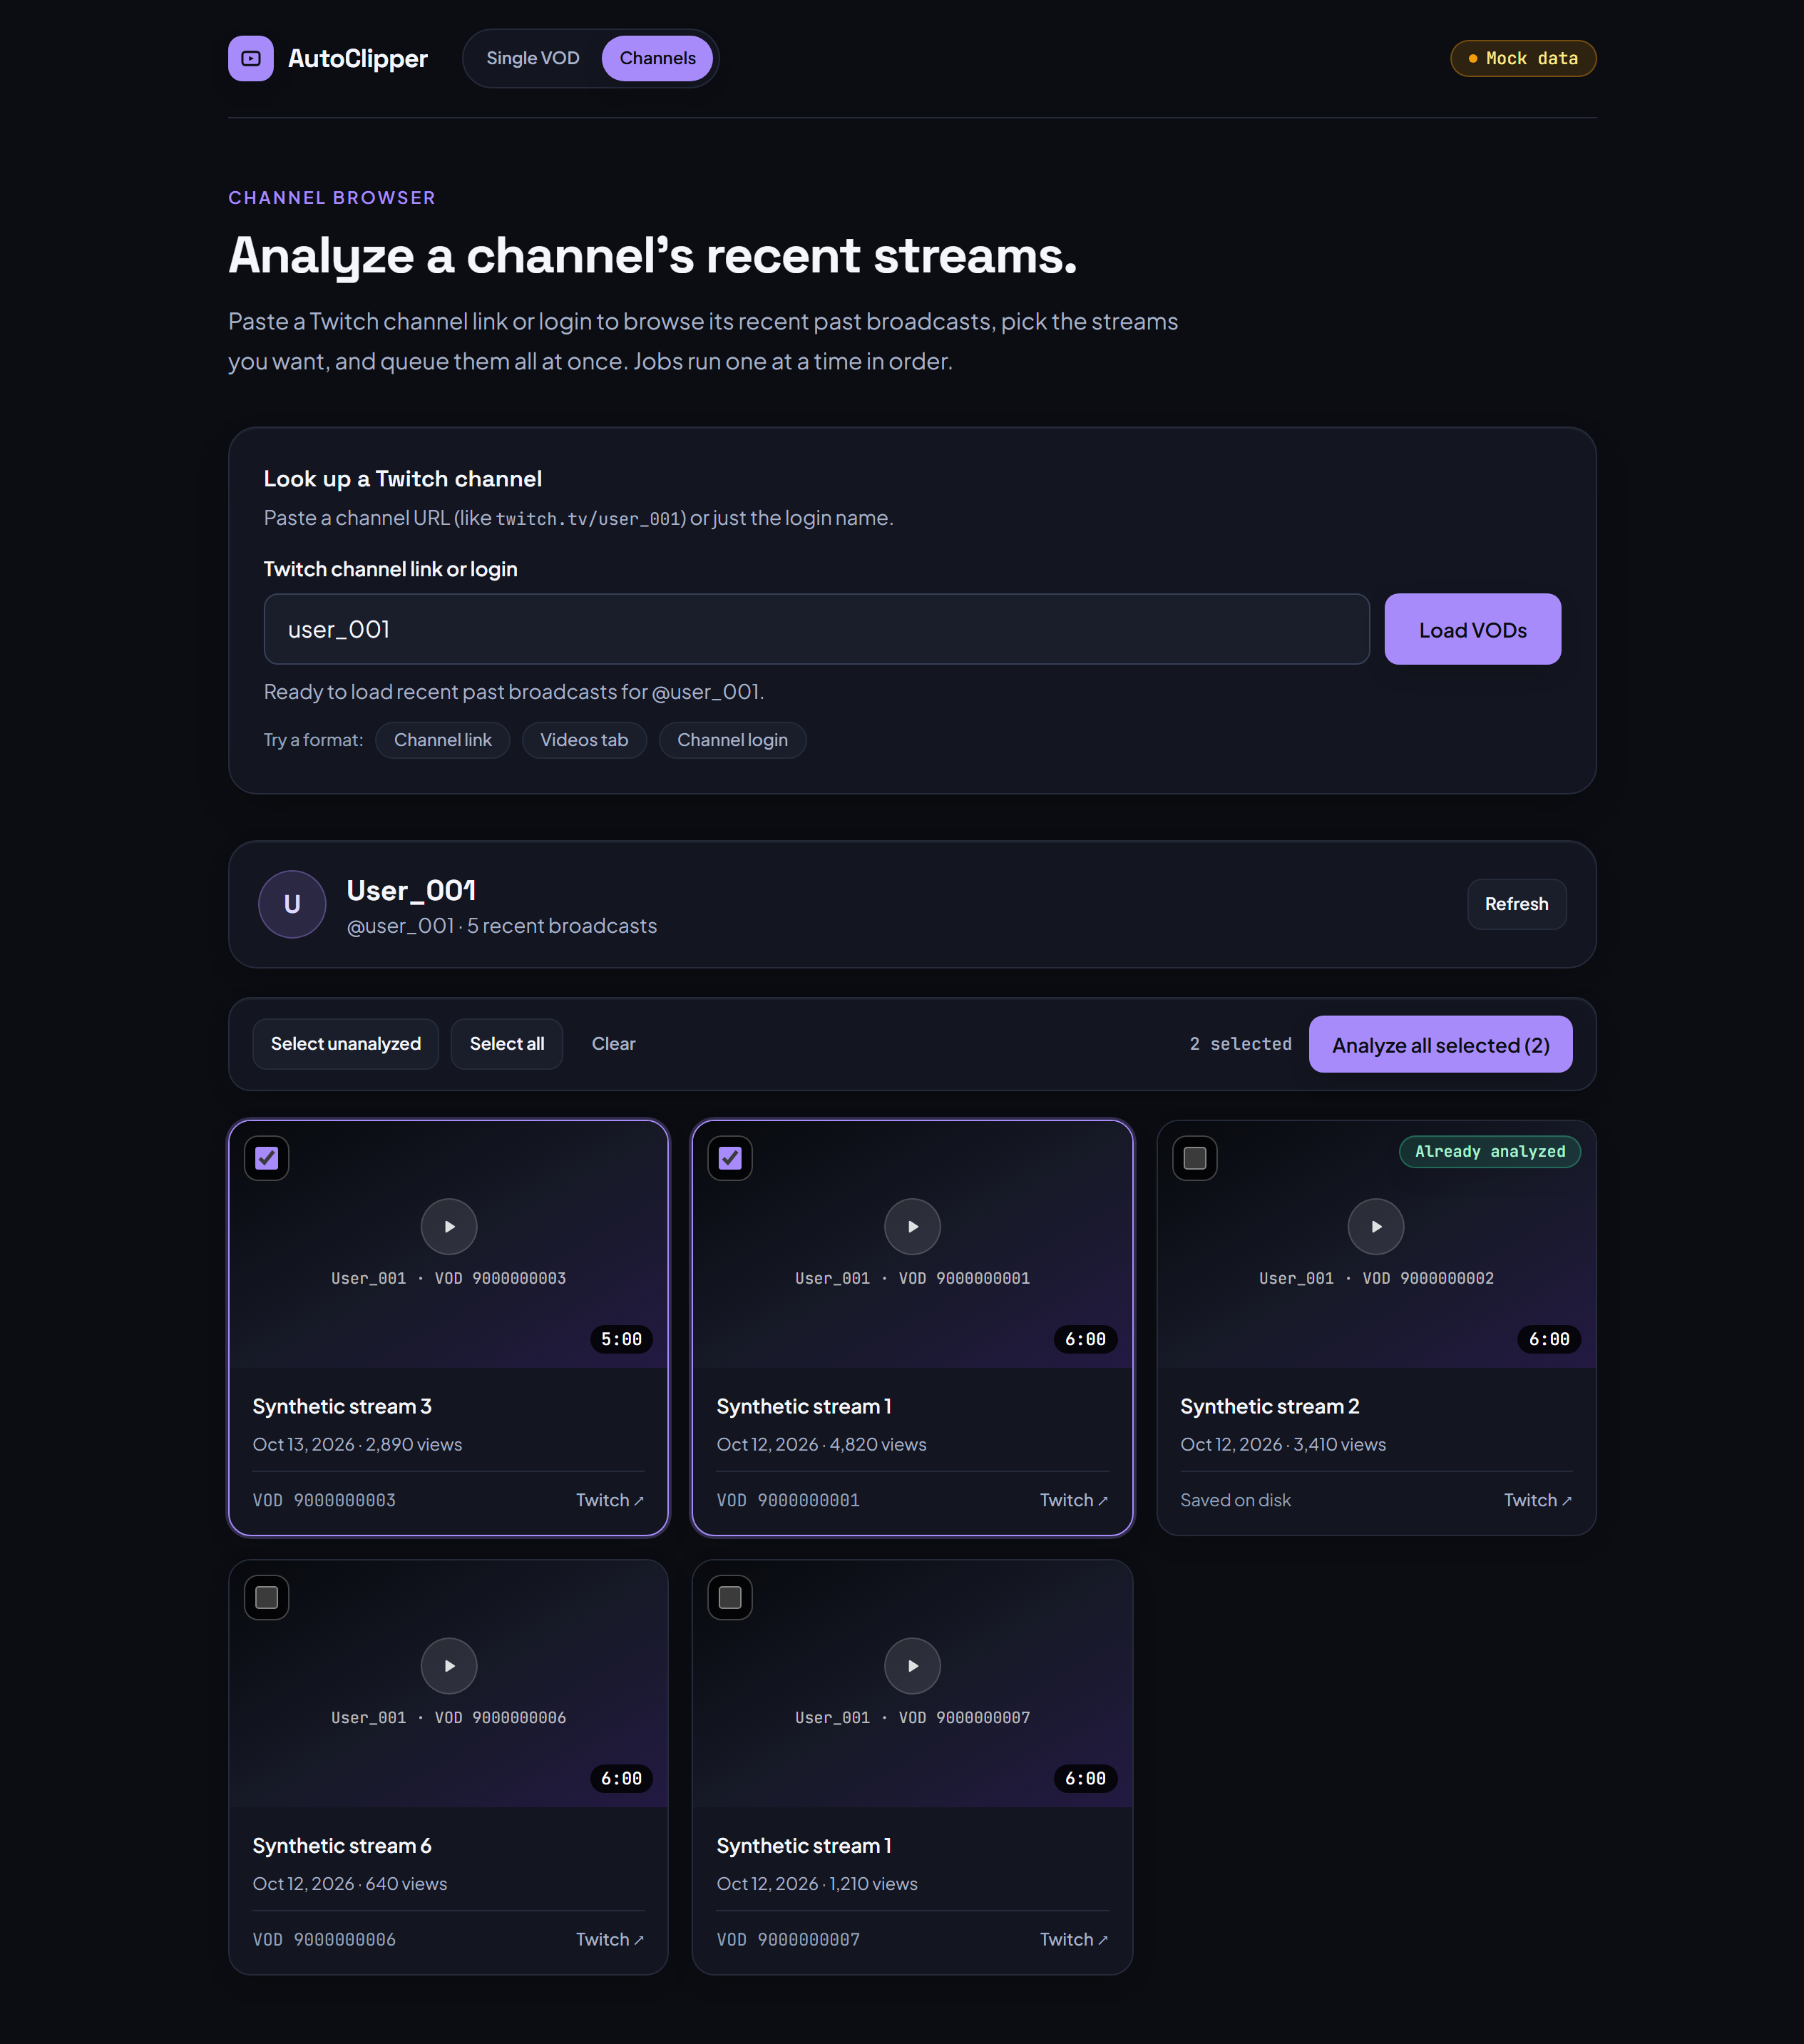 AutoClipper
Single VOD
Channels
Mock data
CHANNEL BROWSER
Analyze a channel’s recent streams.
Paste a Twitch channel link or login to browse its recent past broadcasts, pick the streams
you want, and queue them all at once. Jobs run one at a time in order.
Look up a Twitch channel
Paste a channel URL (like twitch.tv/user_001) or just the login name.
Twitch channel link or login
user_001
Load VODs
Ready to load recent past broadcasts for @user_001.
Try a format:
Channel link
Videos tab
Channel login
U
User_001
@user_001 · 5 recent broadcasts
Refresh
Select unanalyzed
Select all
Clear
2 selected
Analyze all selected (2)
User_001 · VOD 9000000003
5:00
Synthetic stream 3
Oct 13, 2026 · 2,890 views
VOD 9000000003
Twitch ↗
User_001 · VOD 9000000001
6:00
Synthetic stream 1
Oct 12, 2026 · 4,820 views
VOD 9000000001
Twitch ↗
Already analyzed
User_001 · VOD 9000000002
6:00
Synthetic stream 2
Oct 12, 2026 · 3,410 views
Saved on disk
Twitch ↗
User_001 · VOD 9000000006
6:00
Synthetic stream 6
Oct 12, 2026 · 640 views
VOD 9000000006
Twitch ↗
User_001 · VOD 9000000007
6:00
Synthetic stream 1
Oct 12, 2026 · 1,210 views
VOD 9000000007
Twitch ↗